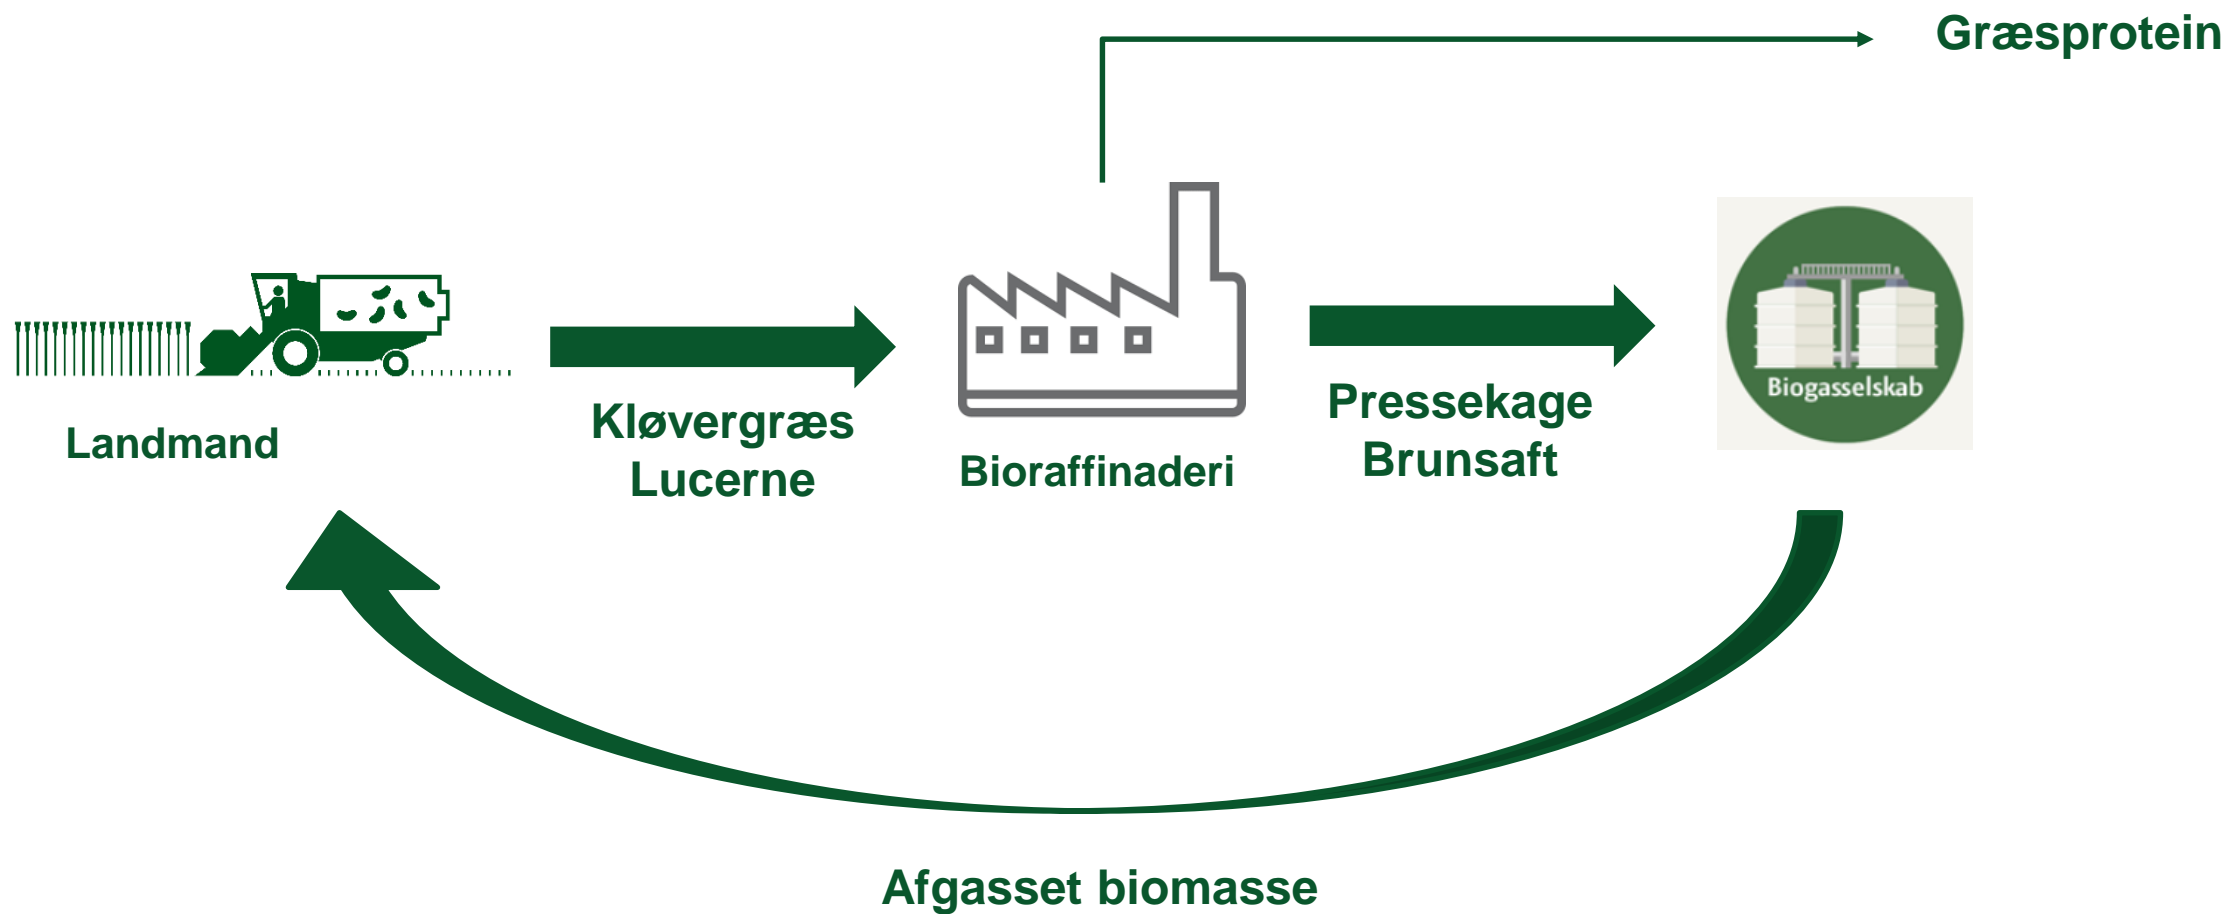 Græsprotein
Landmand
Kløvergræs
Lucerne
Bioraffinaderi
Pressekage
Brunsaft
Biogasselskab
Afgasset biomasse